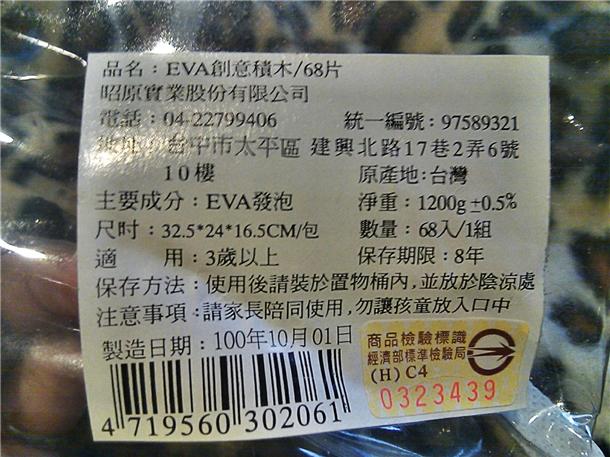 品名：EVA創意積木/68片
昭原實業股份有限公司
電話：04-22799406 統一編號：97589321
地址：台中市太平區 建興北路17巷2弄6號
10樓 原產地:台灣
主要成分：EVA發泡 淨重：1200g ±0.5%
尺吋：32.5*24*16.5CM/包 數量：68入/1組
適 用：3歲以上 保存期限：8年
保存方法：使用後請裝於置物桶內,並放於陰涼處
注意事項：請家長陪同使用,勿讓孩童放入口中
製造日期：100年10月01日
商品檢驗標識
經濟部標準檢驗局
(H) C4
0323439
4 719560 302061